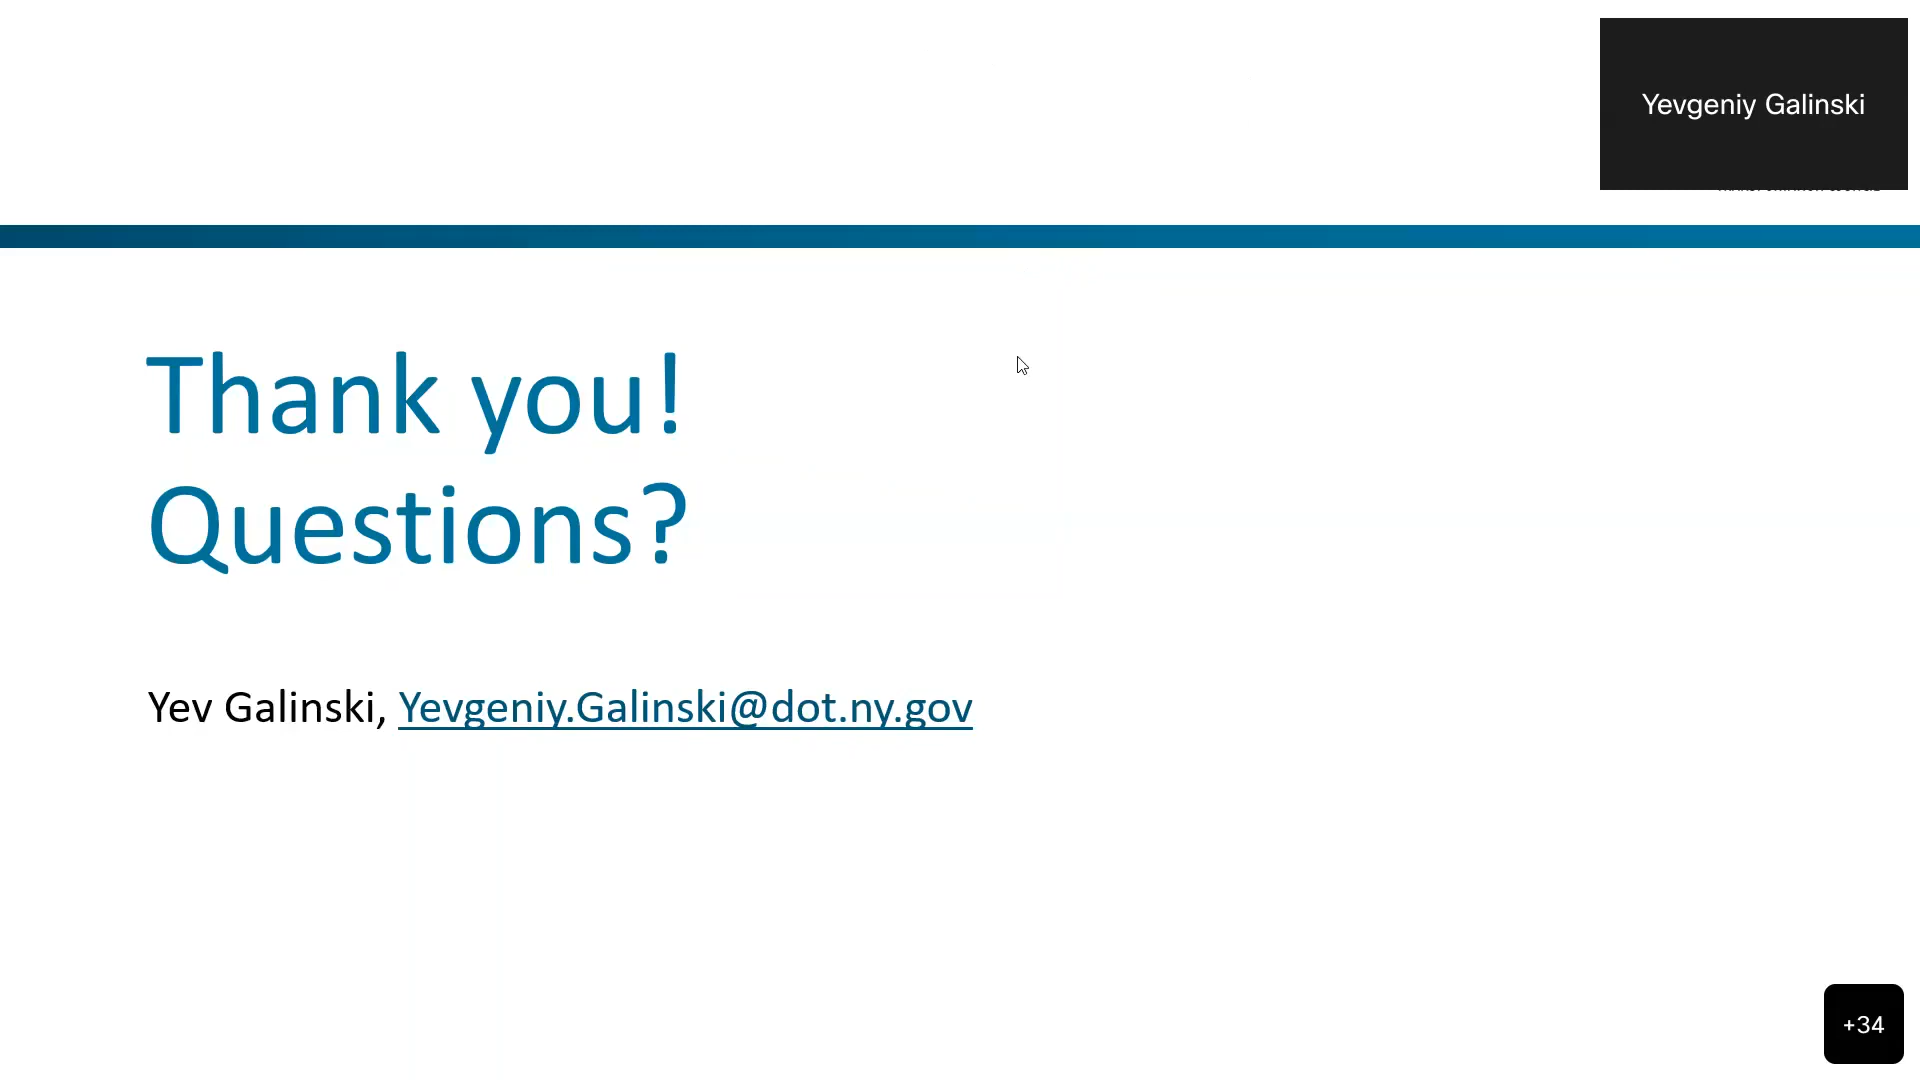 Yevgeniy Galinski
Thank you!
Questions?
Yev Galinski, Yevgeniy.Galinski@dot.ny.gov
+34